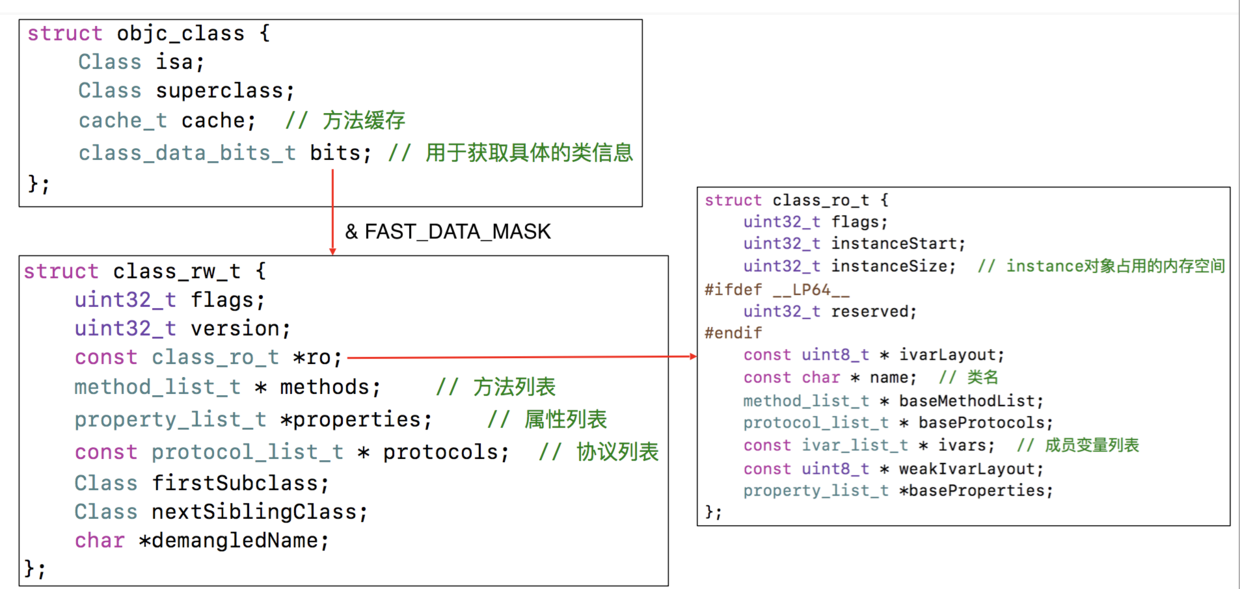 struct objc_class {
Class isa;
Class superclass;
cache_t cache; // 方法缓存
class_data_bits_t bits; // 用于获取具体的类信息
};
& FAST_DATA_MASK
struct class_rw_t {
uint32_t flags;
uint32_t version;
const class_ro_t *ro;
method_list_t * methods; // 方法列表
property_list_t *properties; // 属性列表
const protocol_list_t * protocols; // 协议列表
Class firstSubclass;
Class nextSiblingClass;
char *demangledName;
};
struct class_ro_t {
uint32_t flags;
uint32_t instanceStart;
uint32_t instanceSize; // instance对象占用的内存空间
#ifdef __LP64__
uint32_t reserved;
#endif
const uint8_t * ivarLayout;
const char * name; // 类名
method_list_t * baseMethodList;
protocol_list_t * baseProtocols;
const ivar_list_t * ivars; // 成员变量列表
const uint8_t * weakIvarLayout;
property_list_t *baseProperties;
};